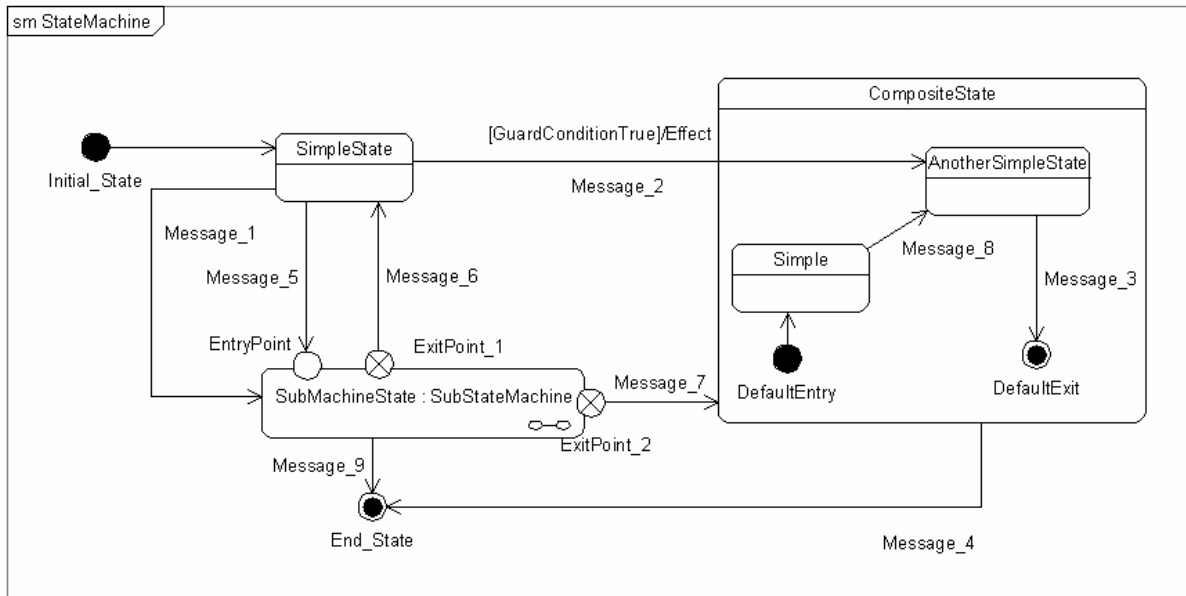 sm StateMachine
CompositeState
[GuardConditionTrue]/Effect
SimpleState
AnotherSimpleState
Initial_State
Message_2
Message_1
Message_8
Simple
Message_5
Message_6
Message_3
EntryPoint
ExitPoint_1
Message_7
DefaultEntry
DefaultExit
SubMachineState : SubStateMachine
ExitPoint_2
Message_9
End_State
Message_4